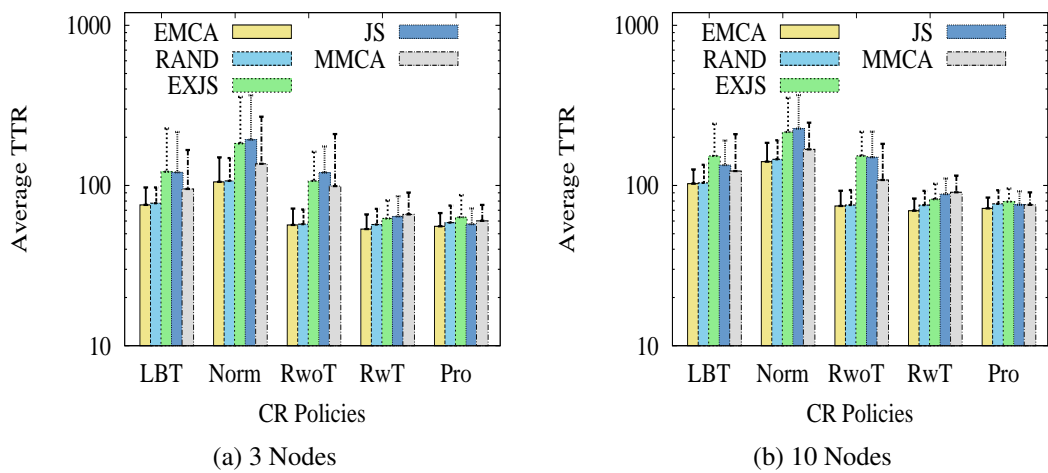 1000
100
10
Average TTR
EMCA
RAND
EXJS
JS
MMCA
LBT Norm RwoT RwT Pro
CR Policies
(a) 3 Nodes
1000
100
10
Average TTR
EMCA
RAND
EXJS
JS
MMCA
LBT Norm RwoT RwT Pro
CR Policies
(b) 10 Nodes